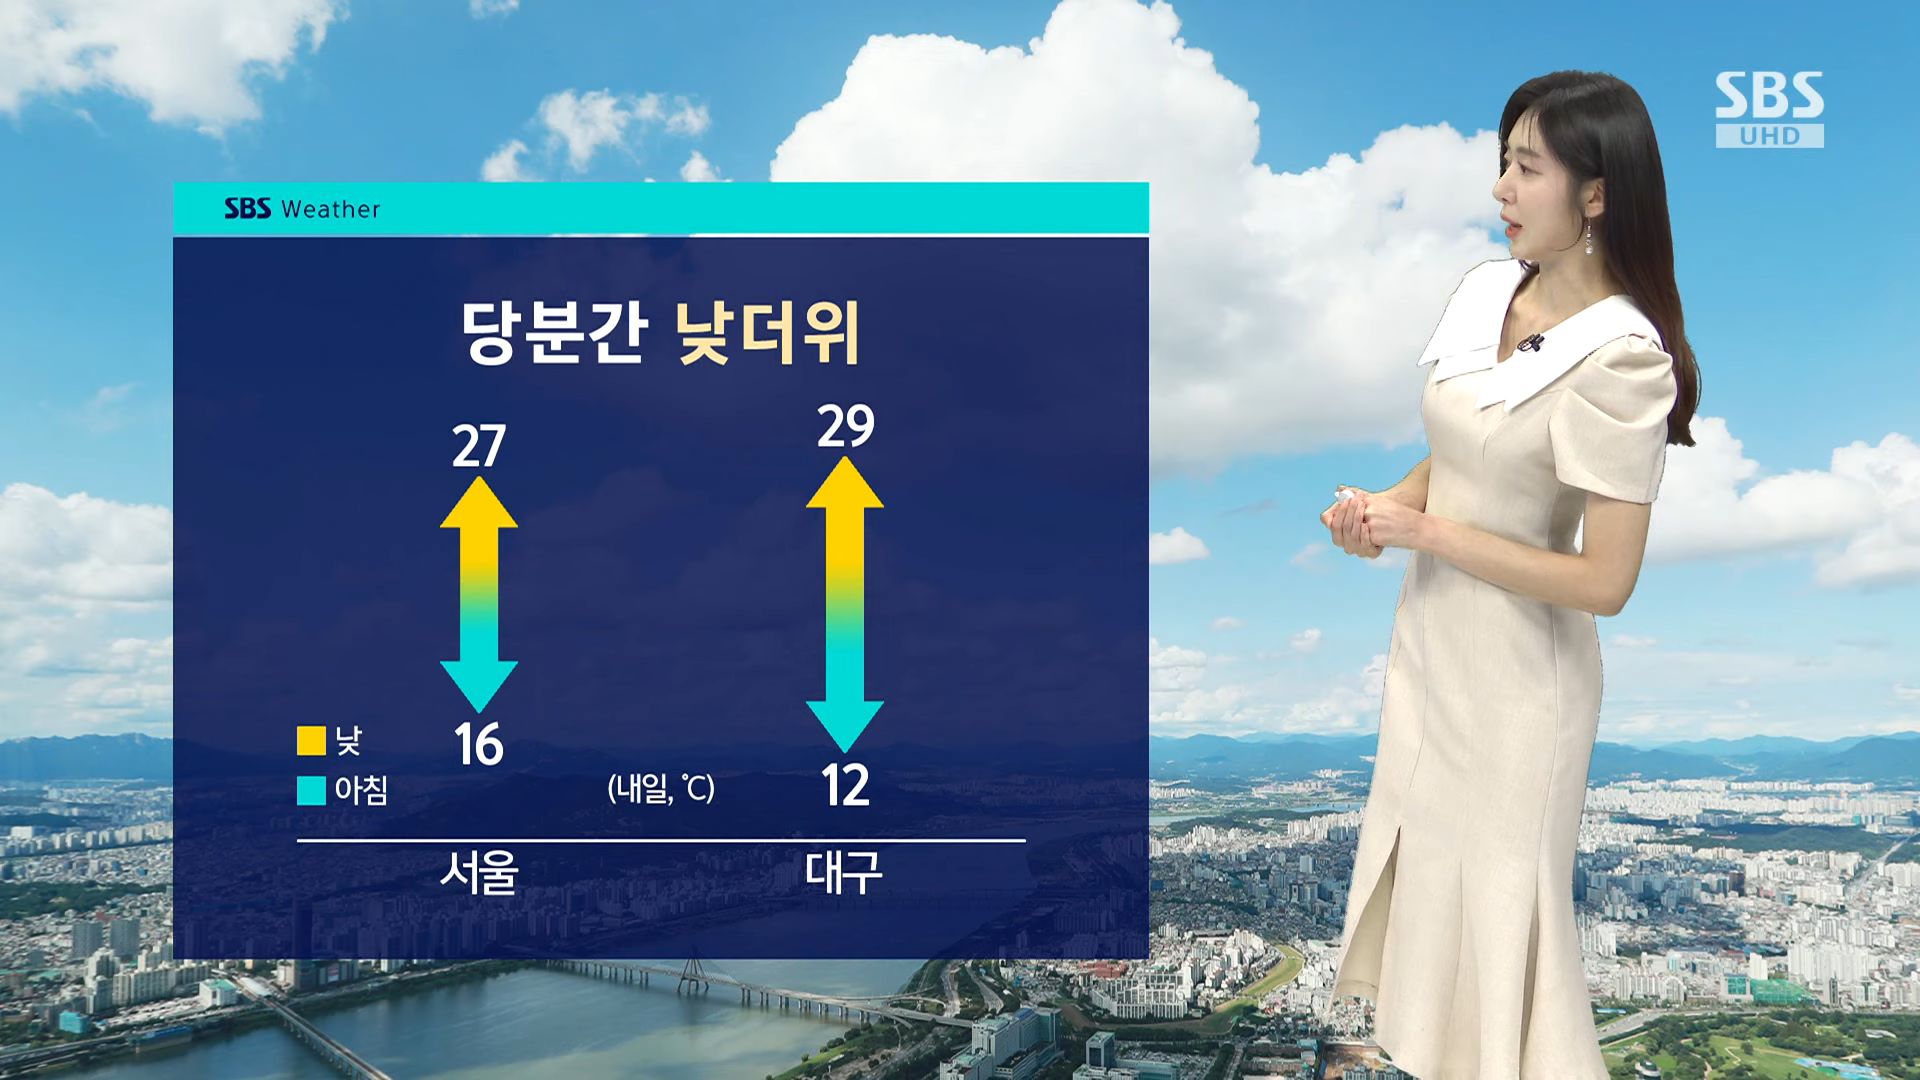 SBS
UHD
SBS Weather
당분간 낮더위
27
29
16
12
낮
아침
(내일, ℃)
서울
대구